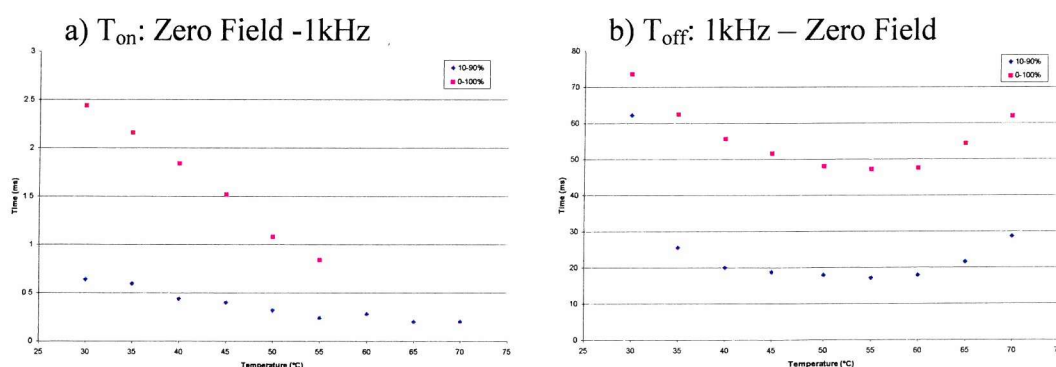 a) Ton: Zero Field -1kHz
3
2.5
2
1.5
1
0.5
0
25 30 35 40 45 50 55 60 65 70 75
Time (ms)
Temperature (°C)
10-90%
0-100%
b) Toff: 1kHz – Zero Field
80
70
60
50
40
30
20
10
0
25 30 35 40 45 50 55 60 65 70
Time (ms)
Temperature (°C)
10-90%
0-100%